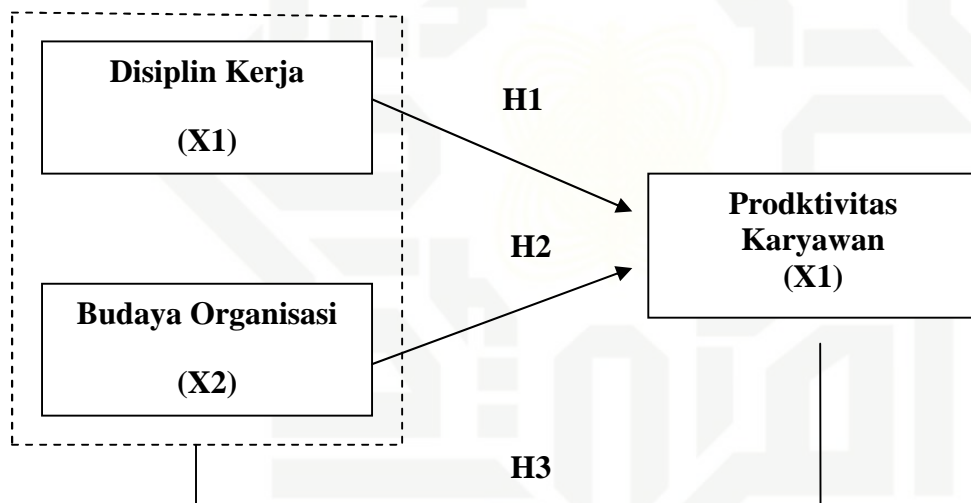 Disiplin Kerja
(X1)
H1
Prodktivitas
Karyawan
(X1)
H2
Budaya Organisasi
(X2)
H3